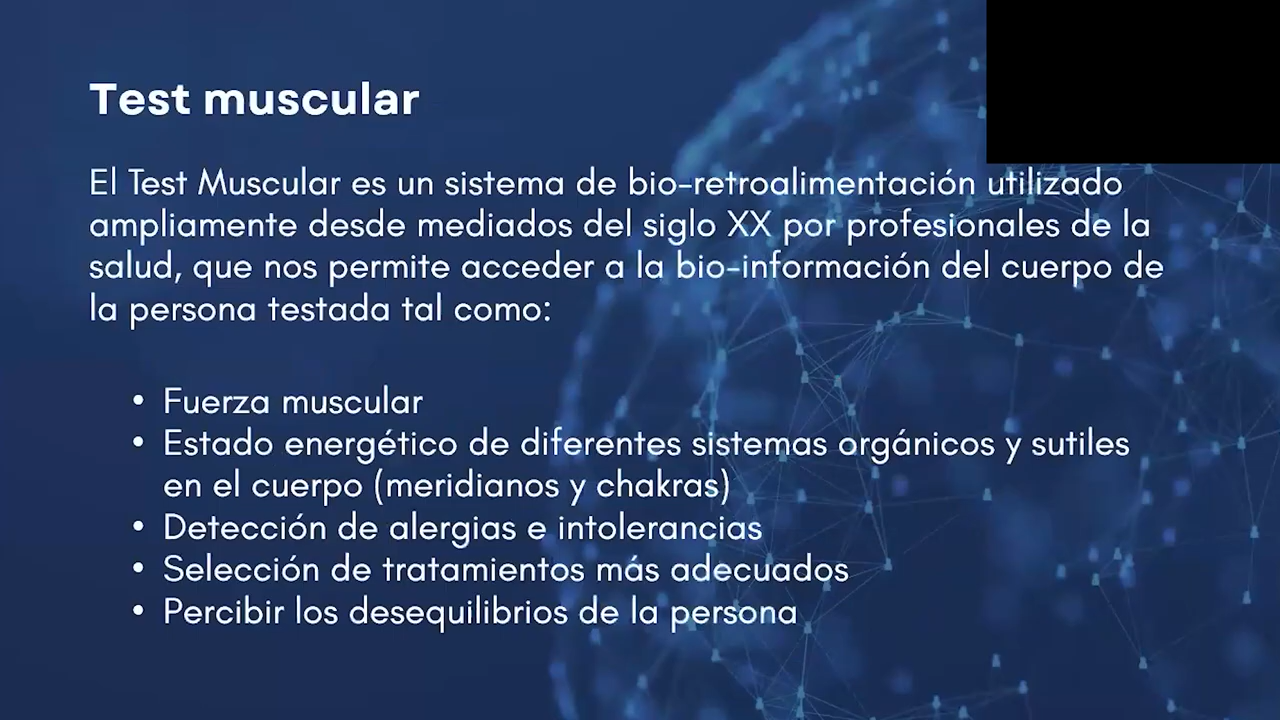 Test muscular
El Test Muscular es un sistema de bio-retroalimentación utilizado
ampliamente desde mediados del siglo XX por profesionales de la
salud, que nos permite acceder a la bio-información del cuerpo de
la persona testada tal como:
• Fuerza muscular
• Estado energético de diferentes sistemas orgánicos y sutiles
en el cuerpo (meridianos y chakras)
• Detección de alergias e intolerancias
• Selección de tratamientos más adecuados
• Percibir los desequilibrios de la persona